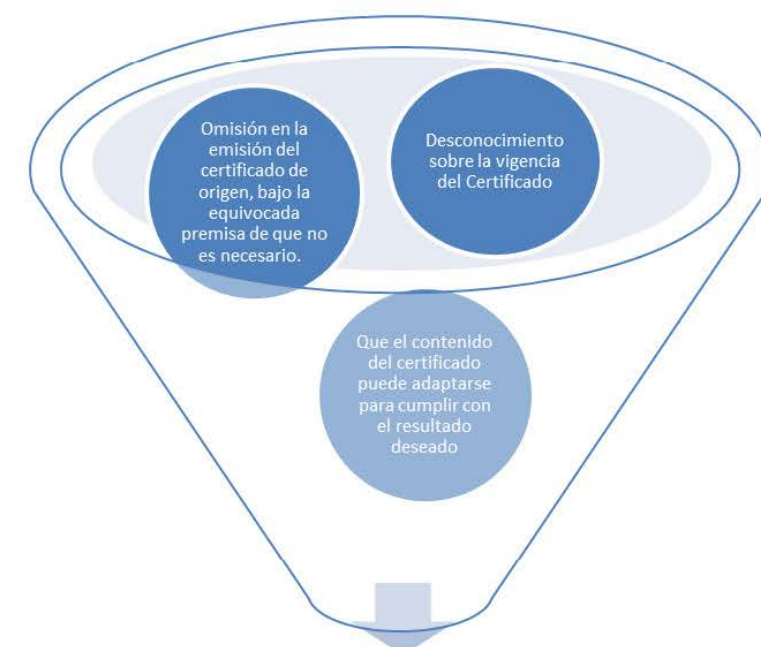 Omisión en la
emisión del
certificado de
origen, bajo la
equivocada
premisa de que no
es necesario.
Desconocimiento
sobre la vigencia
del Certificado
Que el contenido
del certificado
puede adaptarse
para cumplir con
el resultado
deseado